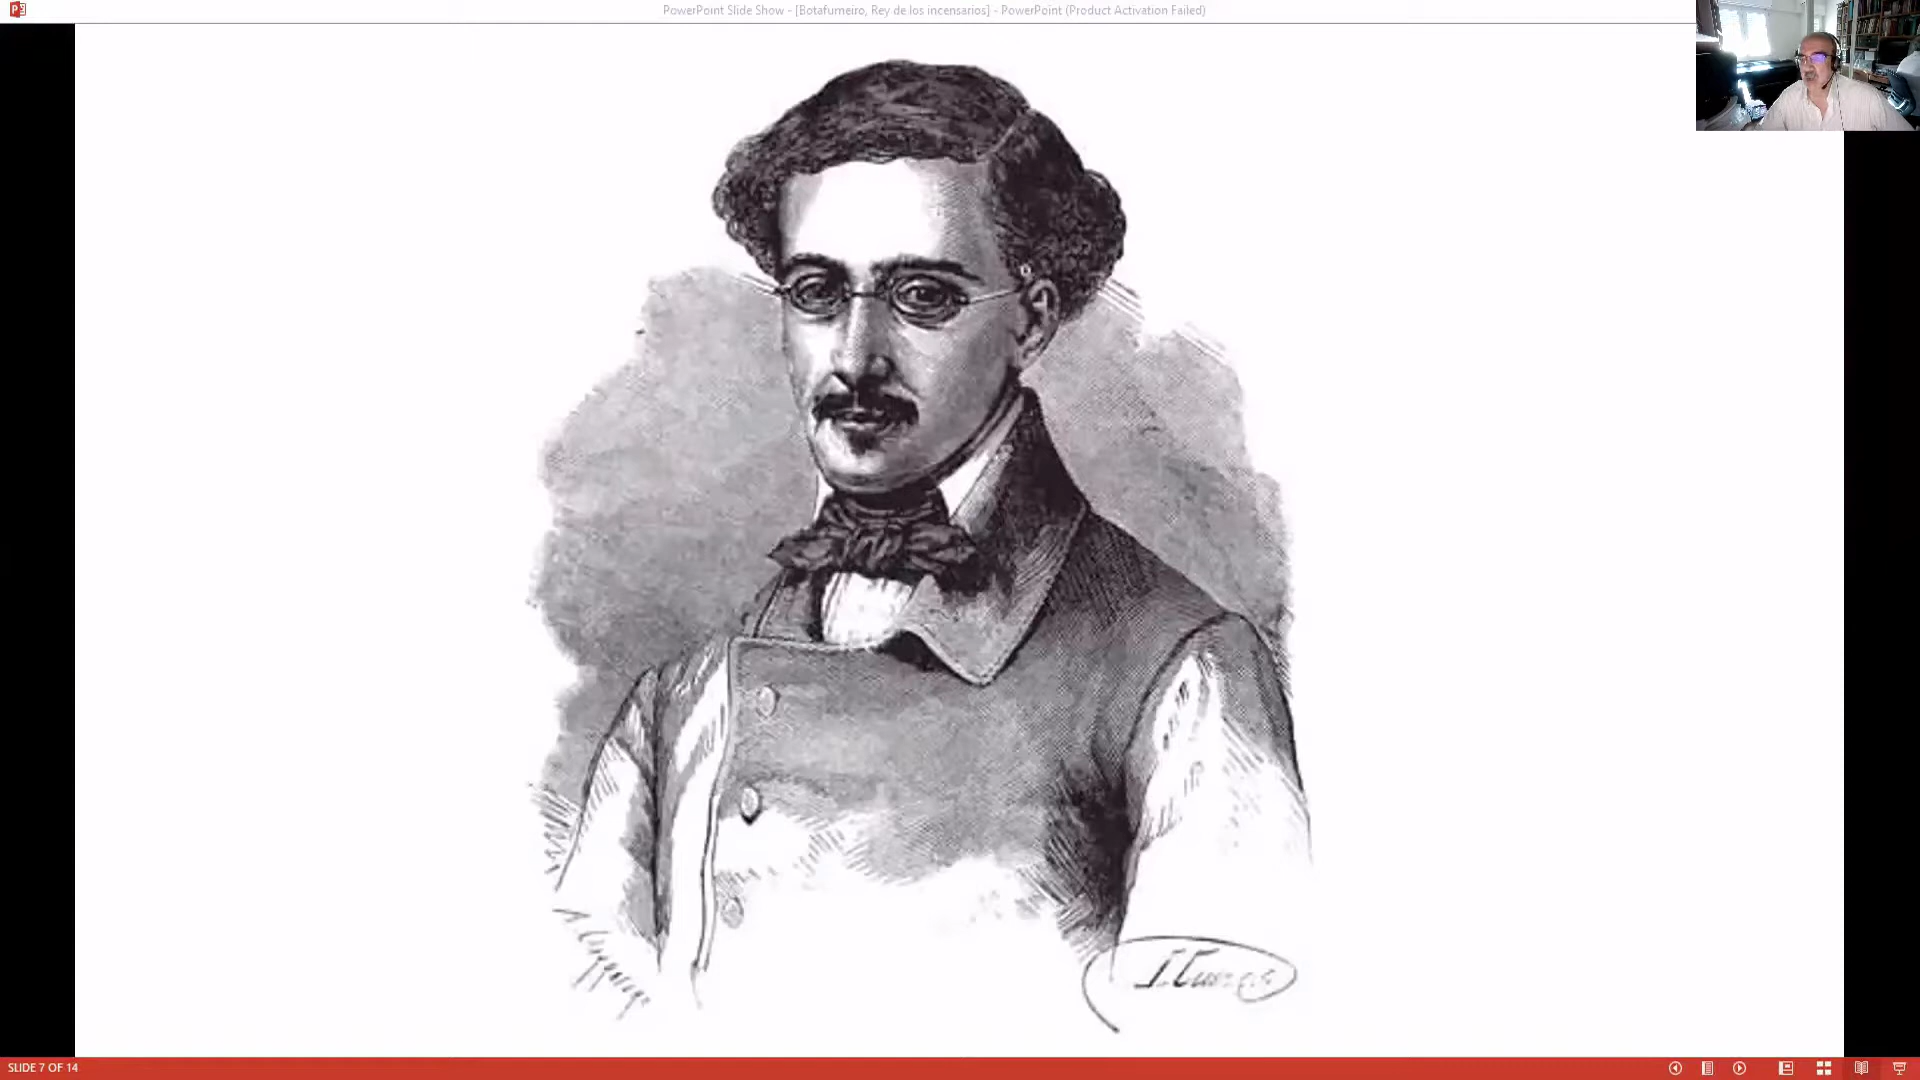 PowerPoint Slide Show - [Botafumeiro, Rey de los incensarios] - PowerPoint (Product Activation Failed)
SLIDE 7 OF 14